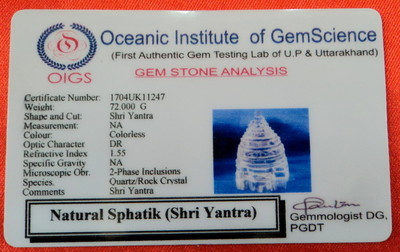 Oceanic Institute of GemScience
(First Authentic Gem Testing Lab of U.P & Uttarakhand)
OIGS
GEM STONE ANALYSIS
Certificate Number : 1704UK11247
Weight: 72.000 G
Shape and Cut: Shri Yantra
Measurement: NA
Colour: Colorless
Optic Character DR
Refractive Index 1.55
Specific Gravity NA
Microscopic Obr. 2-Phase Inclusions
Species. Quartz/Rock Crystal
Comments Shri Yantra
Natural Sphatik (Shri Yantra)
Gemmologist DG,
PGDT